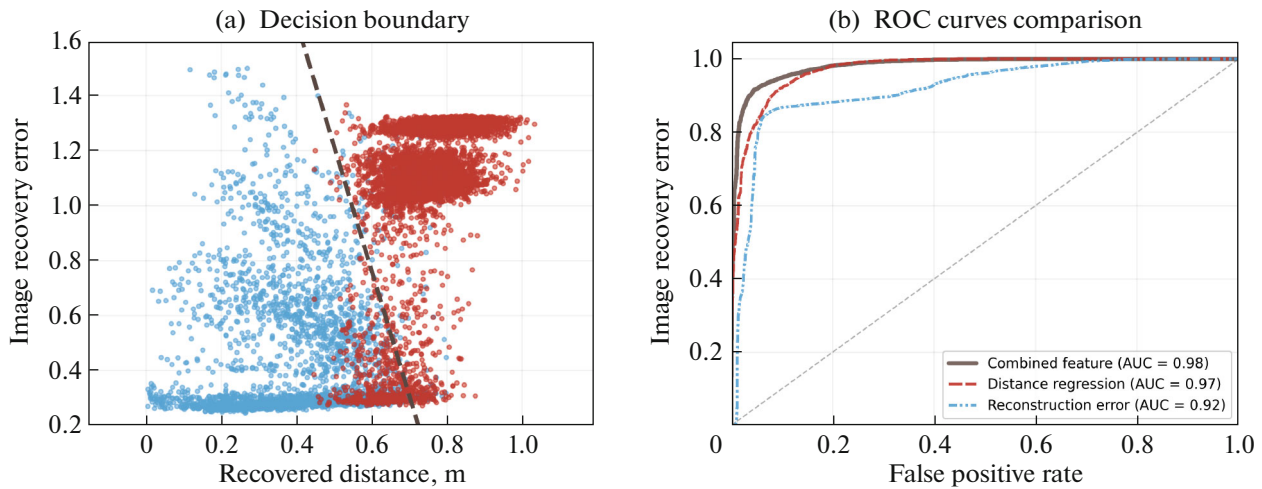 (a) Decision boundary
Image recovery error
1.6
1.4
1.2
1.0
0.8
0.6
0.4
0.2
0 0.2 0.4 0.6 0.8 1.0
Recovered distance, m
(b) ROC curves comparison
Image recovery error
1.0
0.8
0.6
0.4
0.2
Combined feature (AUC = 0.98)
Distance regression (AUC = 0.97)
Reconstruction error (AUC = 0.92)
0 0.2 0.4 0.6 0.8 1.0
False positive rate